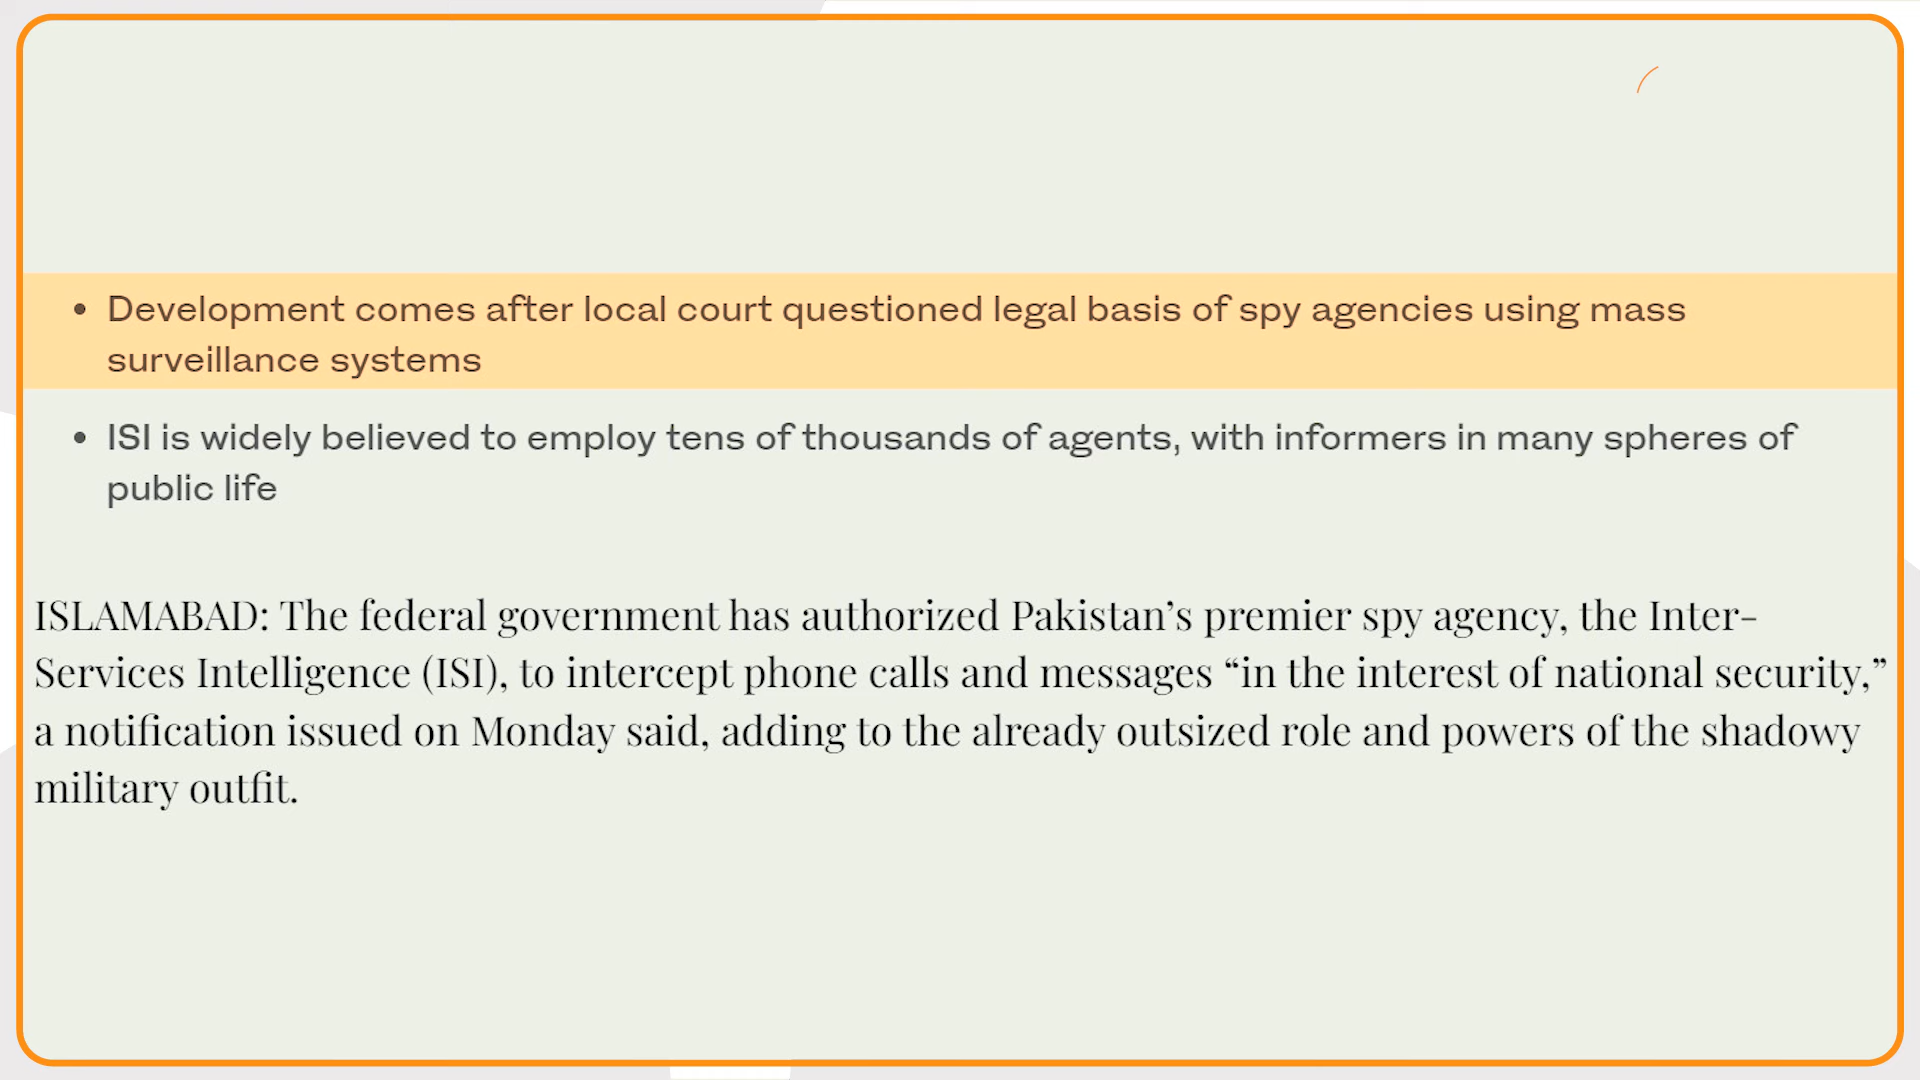 • Development comes after local court questioned legal basis of spy agencies using mass
surveillance systems
• ISI is widely believed to employ tens of thousands of agents, with informers in many spheres of
public life
ISLAMABAD: The federal government has authorized Pakistan’s premier spy agency, the Inter-
Services Intelligence (ISI), to intercept phone calls and messages “in the interest of national security,”
a notification issued on Monday said, adding to the already outsized role and powers of the shadowy
military outfit.